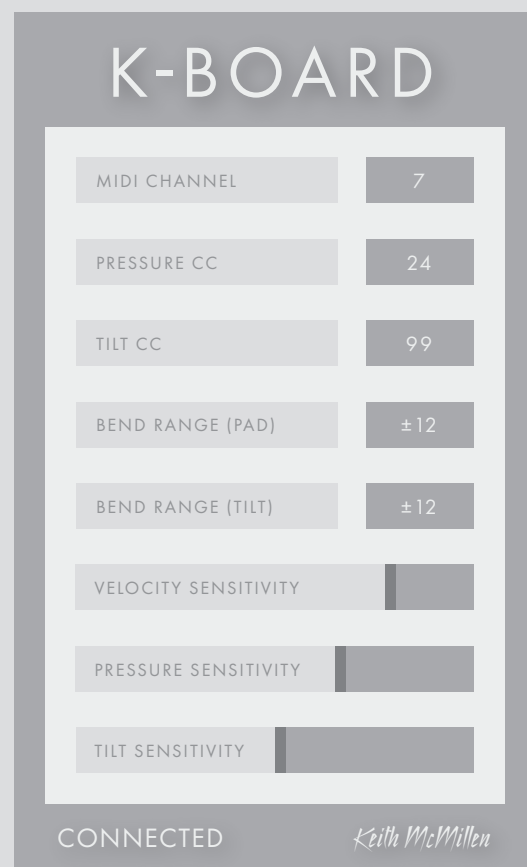 K-BOARD
MIDI CHANNEL 7
PRESSURE CC 24
TILT CC 99
BEND RANGE (PAD) ±12
BEND RANGE (TILT) ±12
VELOCITY SENSITIVITY
PRESSURE SENSITIVITY
TILT SENSITIVITY
CONNECTED Keith McMillen